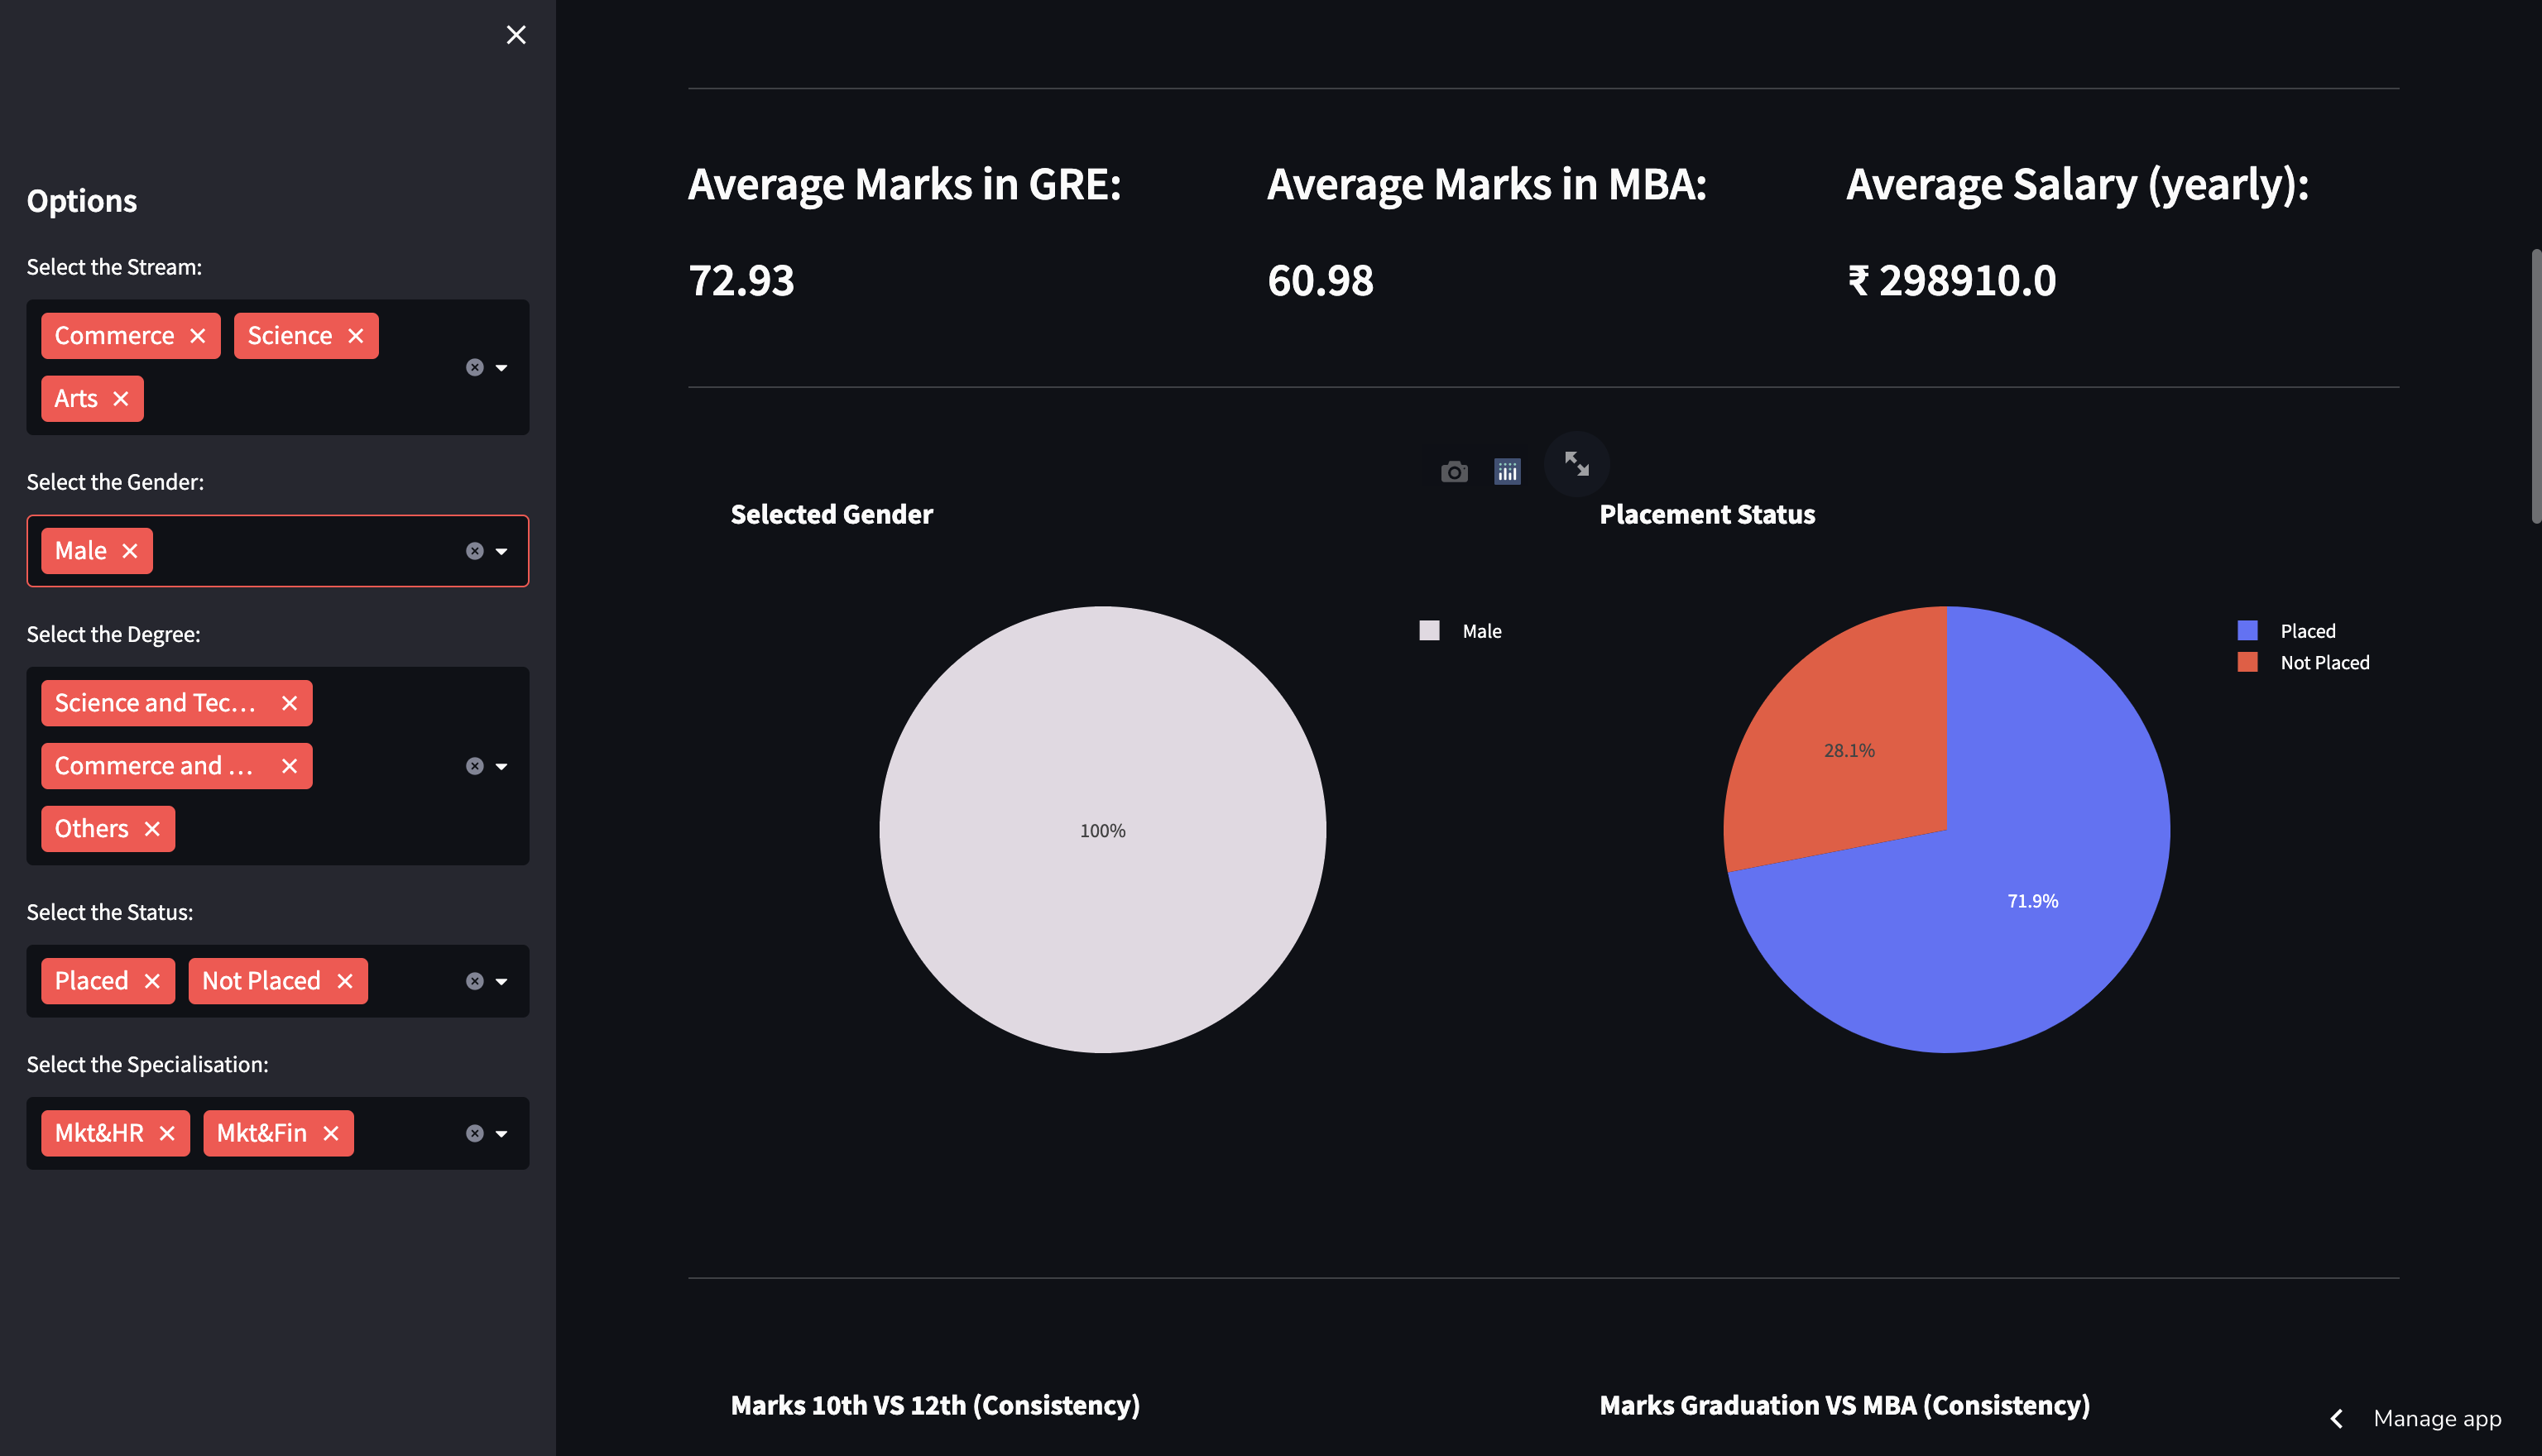 Options
Select the Stream:
Commerce
Science
Arts
Select the Gender:
Male
Select the Degree:
Science and Tec...
Commerce and ...
Others
Select the Status:
Placed
Not Placed
Select the Specialisation:
Mkt&HR
Mkt&Fin
Average Marks in GRE:
72.93
Average Marks in MBA:
60.98
Average Salary (yearly):
₹ 298910.0
Selected Gender
Male
100%
Placement Status
Placed
Not Placed
28.1%
71.9%
Marks 10th VS 12th (Consistency)
Marks Graduation VS MBA (Consistency)
Manage app